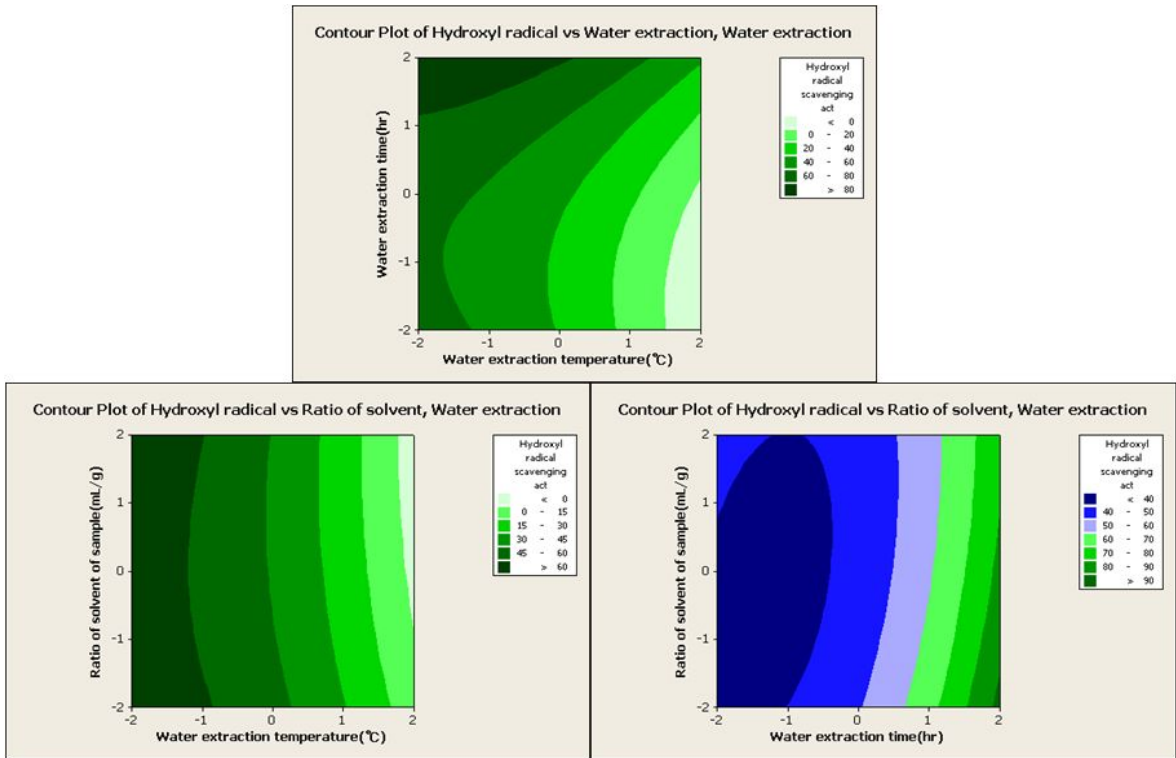 Contour Plot of Hydroxyl radical vs Water extraction, Water extraction
Hydroxyl
radical
scavenging
act
< 0
0 - 20
20 - 40
40 - 60
60 - 80
> 80
Water extraction time(hr)
2
1
0
-1
-2
-2 -1 0 1 2
Water extraction temperature(℃)
Contour Plot of Hydroxyl radical vs Ratio of solvent, Water extraction
Hydroxyl
radical
scavenging
act
< 0
0 - 15
15 - 30
30 - 45
45 - 60
> 60
Ratio of solvent of sample(mL/g)
2
1
0
-1
-2
-2 -1 0 1 2
Water extraction temperature(℃)
Contour Plot of Hydroxyl radical vs Ratio of solvent, Water extraction
Hydroxyl
radical
scavenging
act
< 40
40 - 50
50 - 60
60 - 70
70 - 80
80 - 90
> 90
Ratio of solvent of sample(mL/g)
2
1
0
-1
-2
-2 -1 0 1 2
Water extraction time(hr)